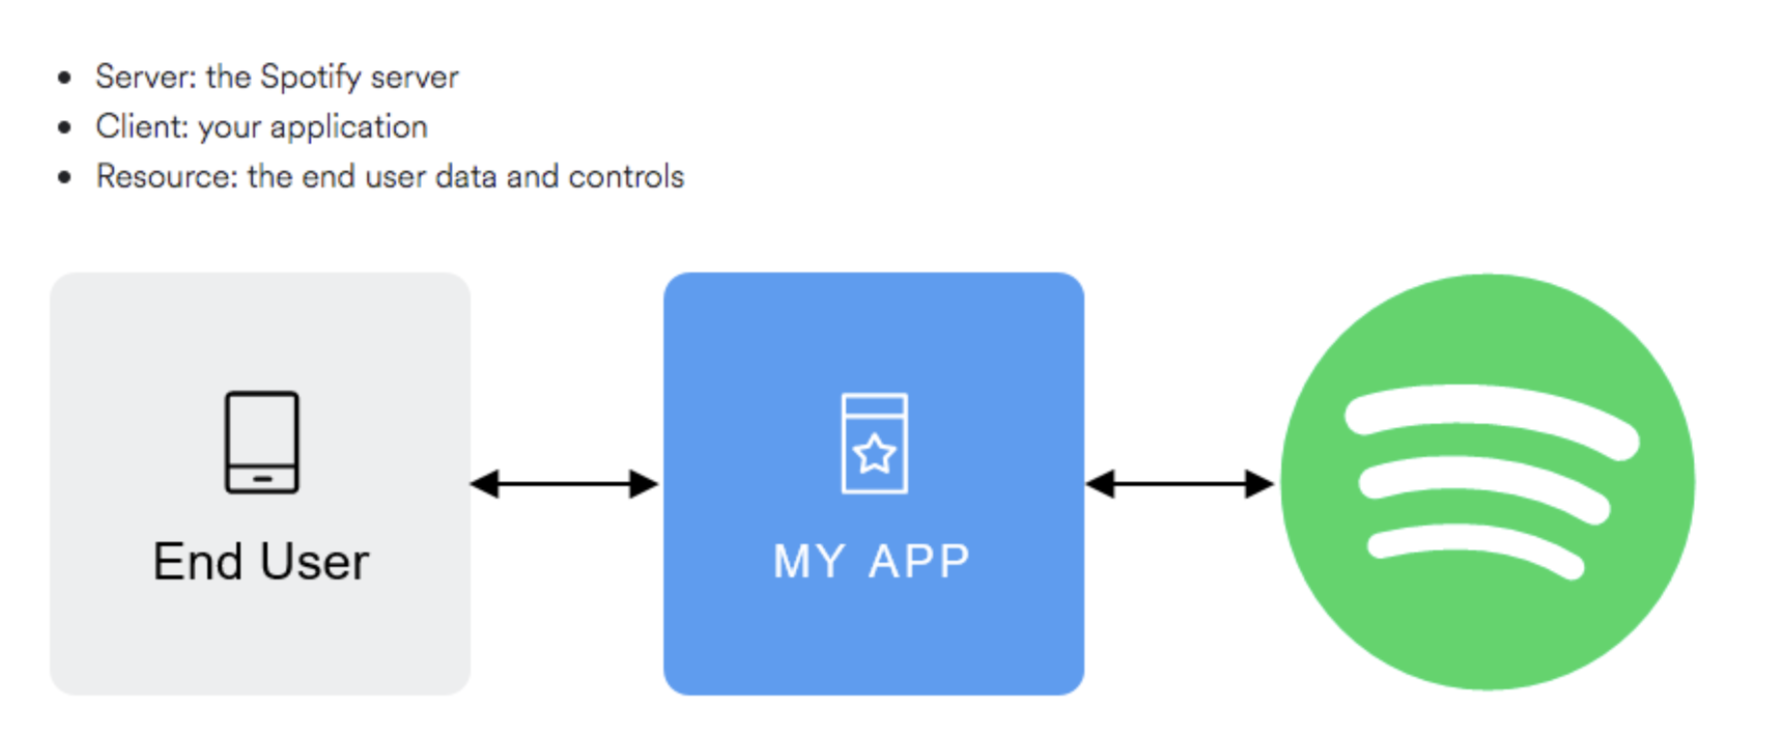 Server: the Spotify server
Client: your application
Resource: the end user data and controls
End User
MY APP